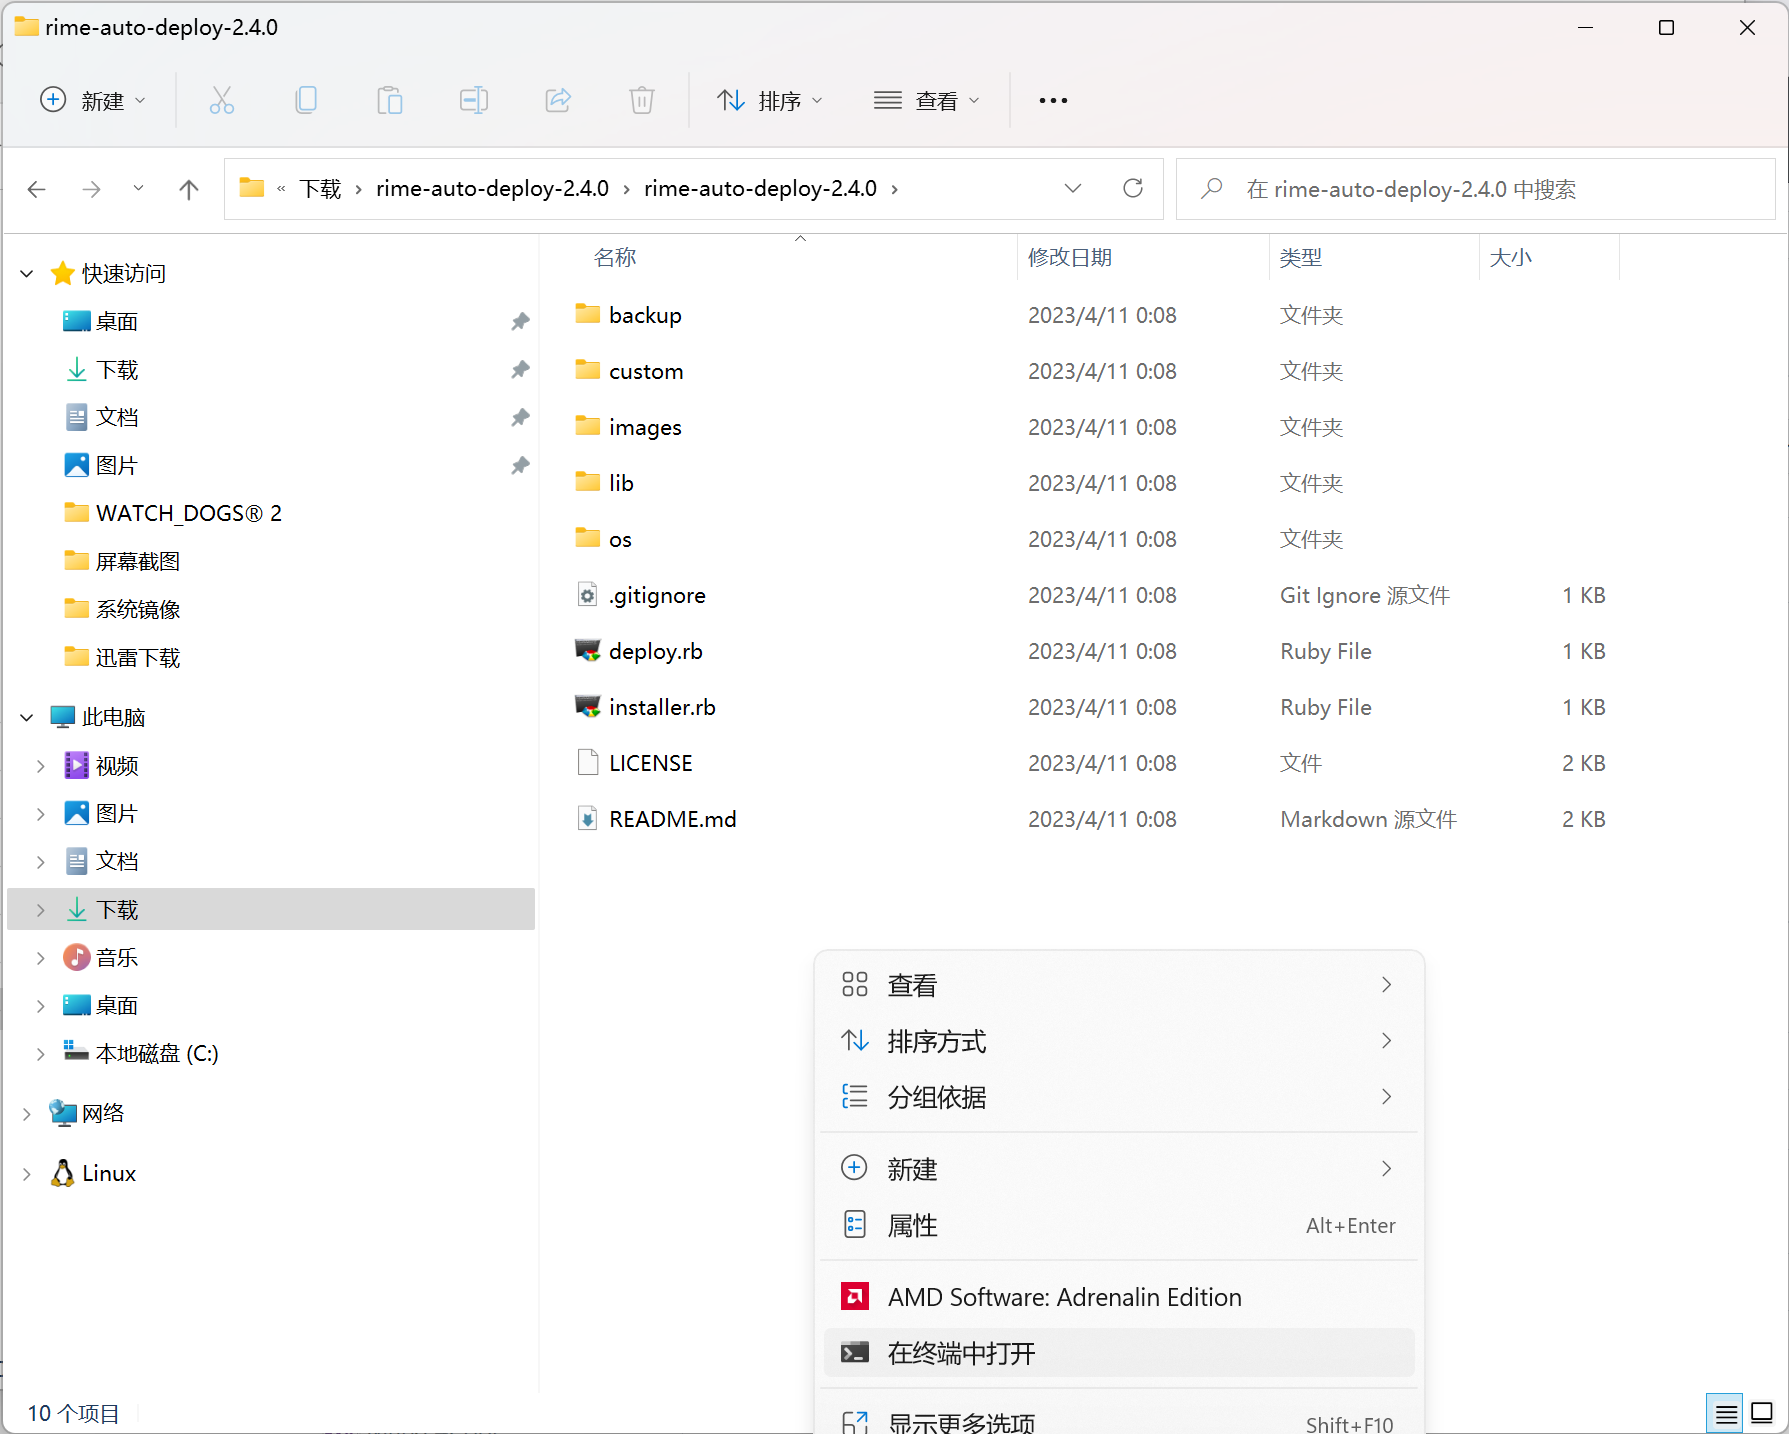 rime-auto-deploy-2.4.0
新建
排序
查看
« 下载 › rime-auto-deploy-2.4.0 › rime-auto-deploy-2.4.0 ›
在 rime-auto-deploy-2.4.0 中搜索
名称 修改日期 类型 大小
快速访问
桌面
下载
文档
图片
WATCH_DOGS® 2
屏幕截图
系统镜像
迅雷下载
此电脑
视频
图片
文档
下载
音乐
桌面
本地磁盘 (C:)
网络
Linux
backup 2023/4/11 0:08 文件夹
custom 2023/4/11 0:08 文件夹
images 2023/4/11 0:08 文件夹
lib 2023/4/11 0:08 文件夹
os 2023/4/11 0:08 文件夹
.gitignore 2023/4/11 0:08 Git Ignore 源文件 1 KB
deploy.rb 2023/4/11 0:08 Ruby File 1 KB
installer.rb 2023/4/11 0:08 Ruby File 1 KB
LICENSE 2023/4/11 0:08 文件 2 KB
README.md 2023/4/11 0:08 Markdown 源文件 2 KB
查看
排序方式
分组依据
新建
属性 Alt+Enter
AMD Software: Adrenalin Edition
在终端中打开
显示更多选项 Shift+F10
10 个项目